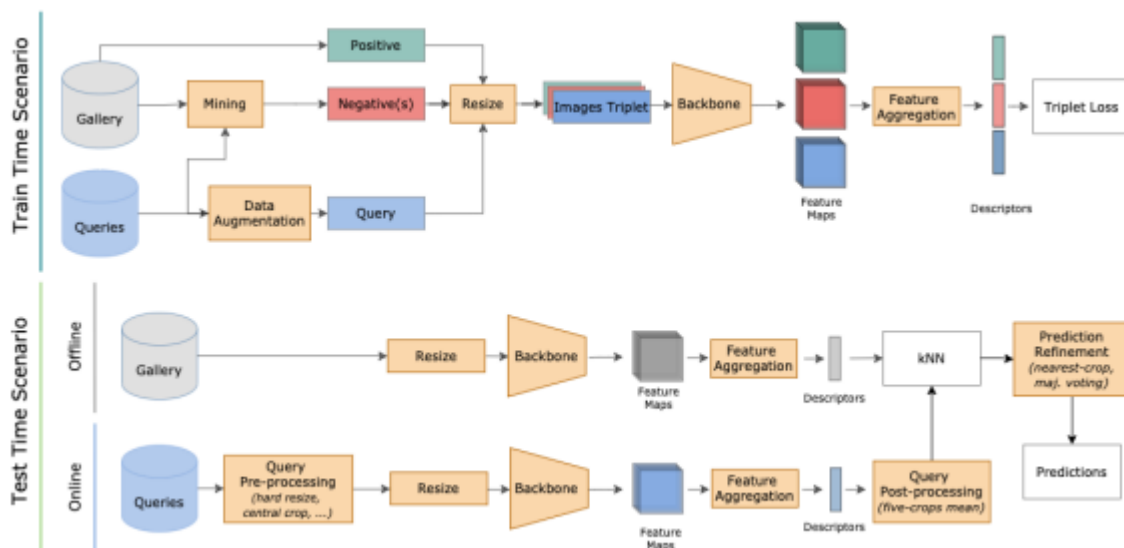 Train Time Scenario
Gallery
Queries
Mining
Data
Augmentation
Positive
Negative(s)
Query
Resize
Images Triplet
Backbone
Feature
Maps
Feature
Aggregation
Descriptors
Triplet Loss
Test Time Scenario
Offline
Gallery
Resize
Backbone
Feature
Maps
Feature
Aggregation
Descriptors
kNN
Prediction
Refinement
(nearest-crop,
maj. voting)
Predictions
Online
Queries
Query
Pre-processing
(hard resize,
central crop, ...)
Resize
Backbone
Feature
Maps
Feature
Aggregation
Descriptors
Query
Post-processing
(five-crops mean)